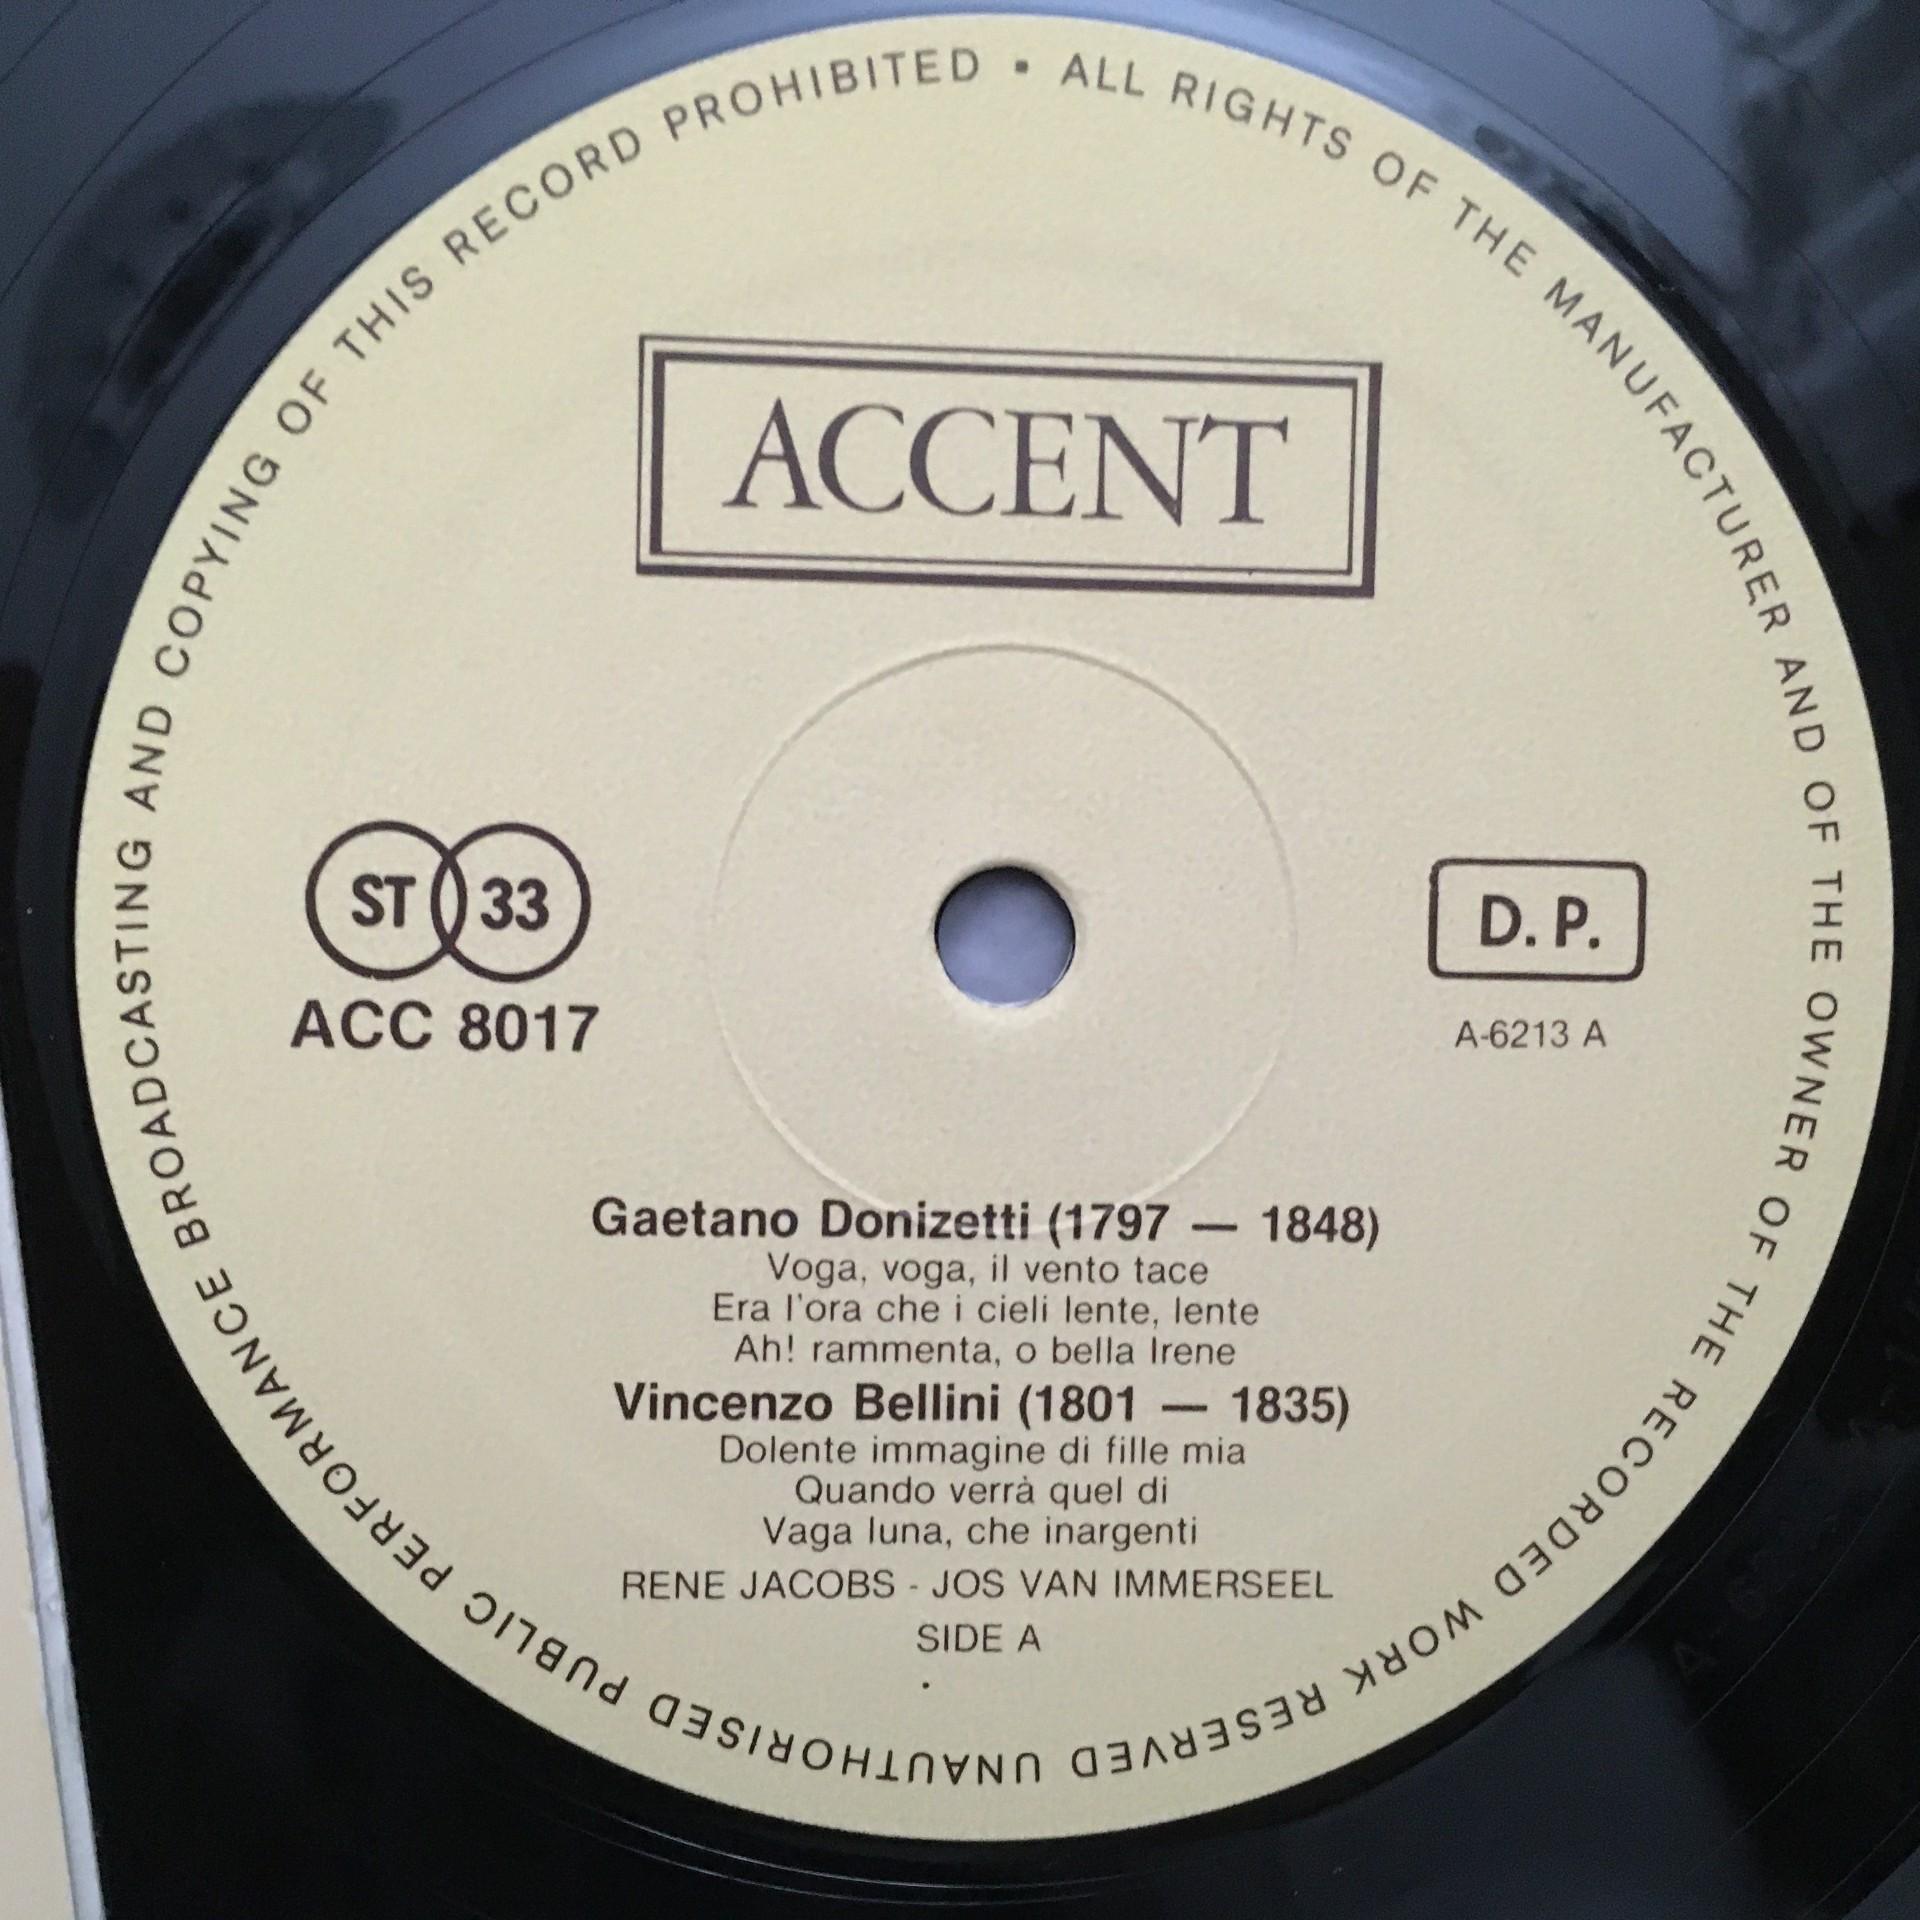 ALL RIGHTS OF THE MANUFACTURER AND OF THE OWNER OF THE RECORDED WORK RESERVED UNAUTHORISED PUBLIC PERFORMANCE BROADCASTING AND COPYING OF THIS RECORD PROHIBITED •
ACCENT
ST 33
ACC 8017
D. P.
A-6213 A
Gaetano Donizetti (1797 — 1848)
Voga, voga, il vento tace
Era l'ora che i cieli lente, lente
Ah! rammenta, o bella Irene
Vincenzo Bellini (1801 — 1835)
Dolente immagine di fille mia
Quando verrà quel di
Vaga luna, che inargenti
RENE JACOBS - JOS VAN IMMERSEEL
SIDE A